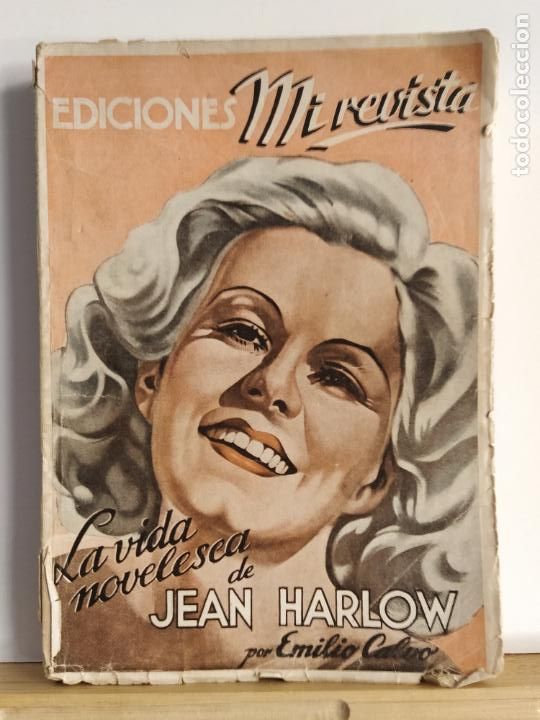 EDICIONES Mi revista
La vida
novelesca
de
JEAN HARLOW
por Emilio Calvo
todocoleccion